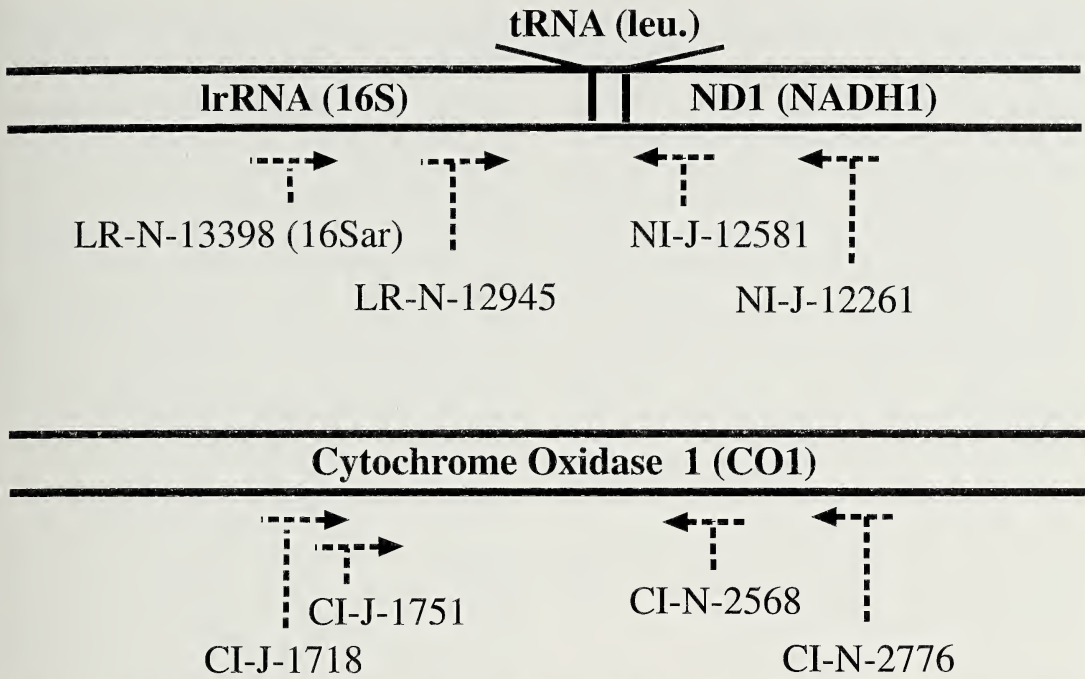 tRNA (leu.)
lrRNA (16S) ND1 (NADH1)
LR-N-13398 (16Sar) NI-J-12581
LR-N-12945 NI-J-12261
Cytochrome Oxidase 1 (CO1)
CI-J-1751 CI-N-2568
CI-J-1718 CI-N-2776